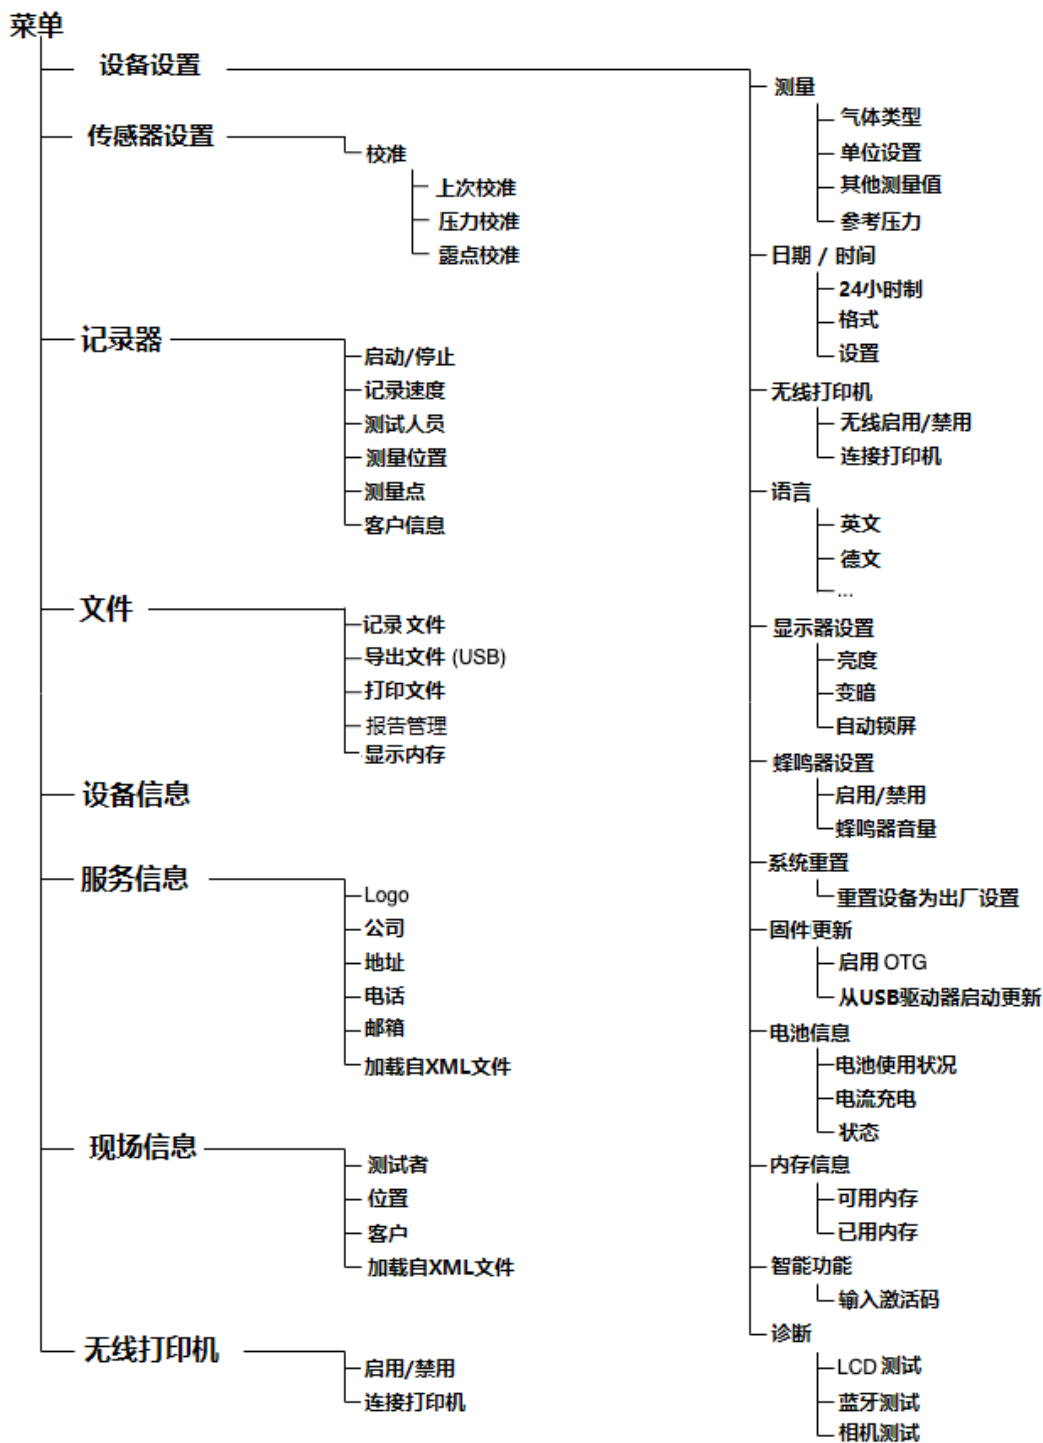 菜单
设备设置
测量
气体类型
单位设置
其他测量值
参考压力
日期 / 时间
24小时制
格式
设置
无线打印机
无线启用/禁用
连接打印机
语言
英文
德文
...
显示器设置
亮度
变暗
自动锁屏
蜂鸣器设置
启用/禁用
蜂鸣器音量
系统重置
重置设备为出厂设置
固件更新
启用 OTG
从USB驱动器启动更新
电池信息
电池使用状况
电流充电
状态
内存信息
可用内存
已用内存
智能功能
输入激活码
诊断
LCD 测试
蓝牙测试
相机测试
传感器设置
校准
上次校准
压力校准
露点校准
记录器
启动/停止
记录速度
测试人员
测量位置
测量点
客户信息
文件
记录文件
导出文件 (USB)
打印文件
报告管理
显示内存
设备信息
服务信息
Logo
公司
地址
电话
邮箱
加载自XML文件
现场信息
测试者
位置
客户
加载自XML文件
无线打印机
启用/禁用
连接打印机